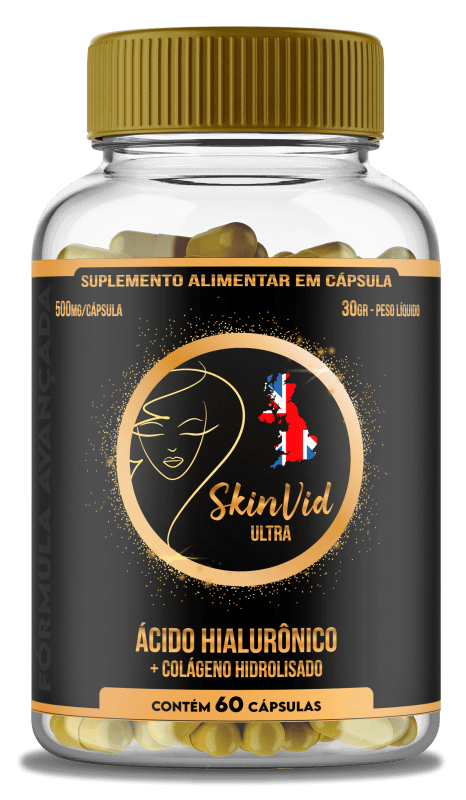 SUPLEMENTO ALIMENTAR EM CÁPSULA
500MG/CÁPSULA
30GR - PESO LÍQUIDO
FÓRMULA AVANÇADA
SkinVid
ULTRA
ÁCIDO HIALURÔNICO
+ COLÁGENO HIDROLISADO
CONTÉM 60 CÁPSULAS